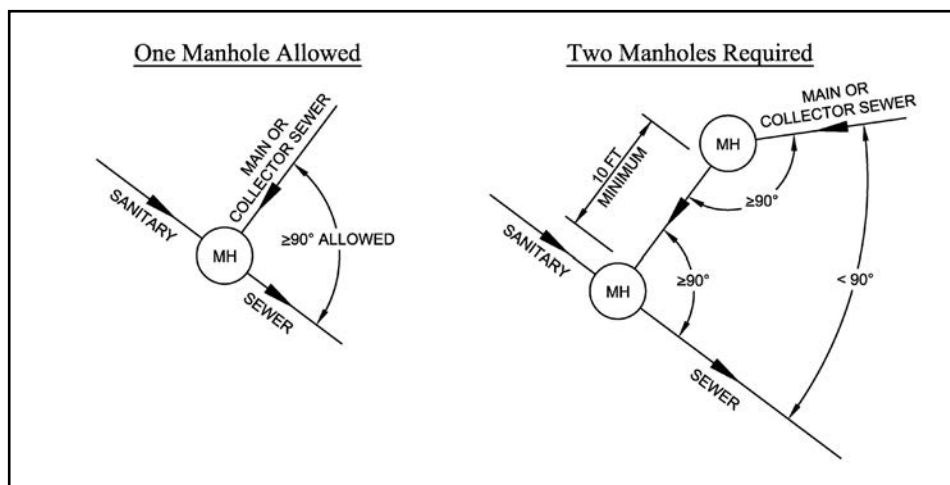 One Manhole Allowed
MAIN OR
COLLECTOR SEWER
SANITARY
≥90° ALLOWED
MH
SEWER
Two Manholes Required
MAIN OR
COLLECTOR SEWER
MH
10 FT
MINIMUM
≥90°
SANITARY
≥90°
MH
< 90°
SEWER